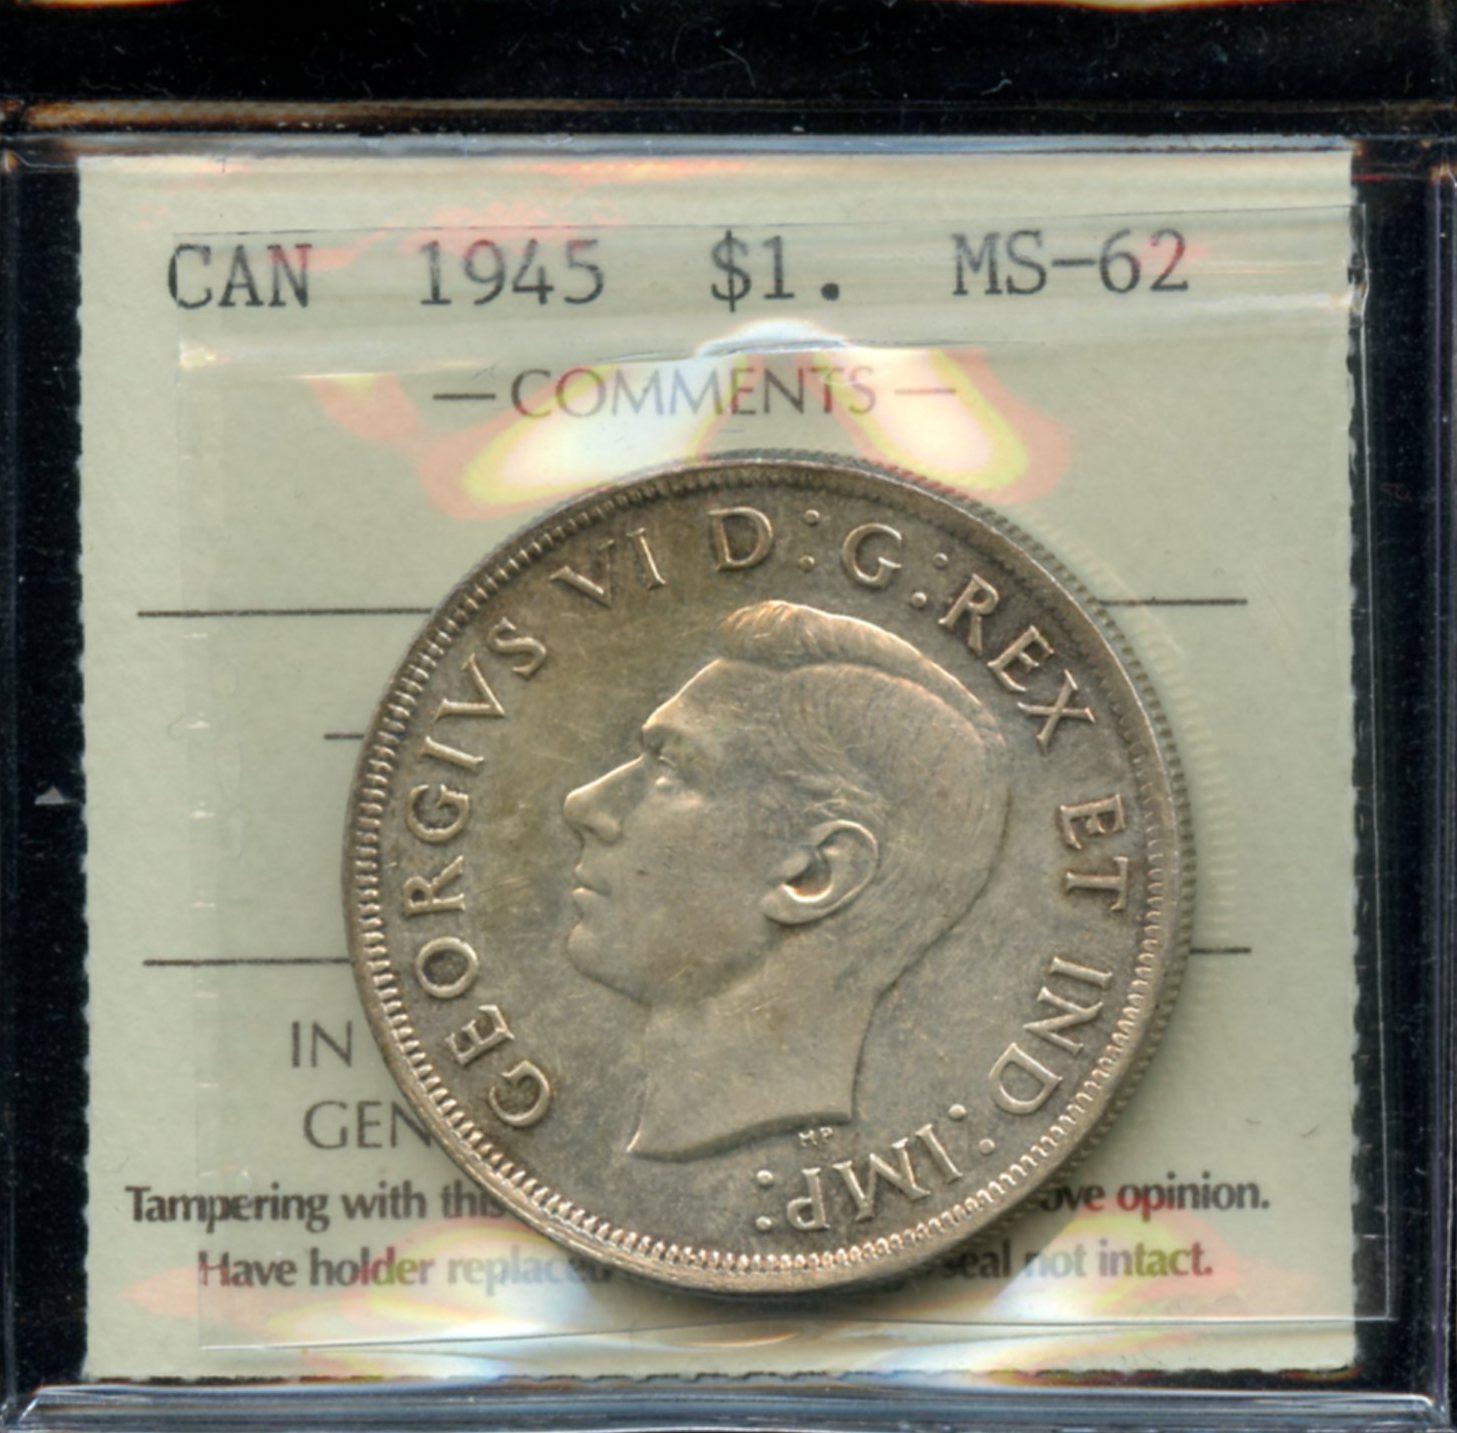 CAN 1945 $1. MS-62
— COMMENTS —
GEORGIVS VI D:G:REX ET IND:IMP:
HP
IN
GEN
Tampering with this ove opinion.
Have holder replaced seal not intact.